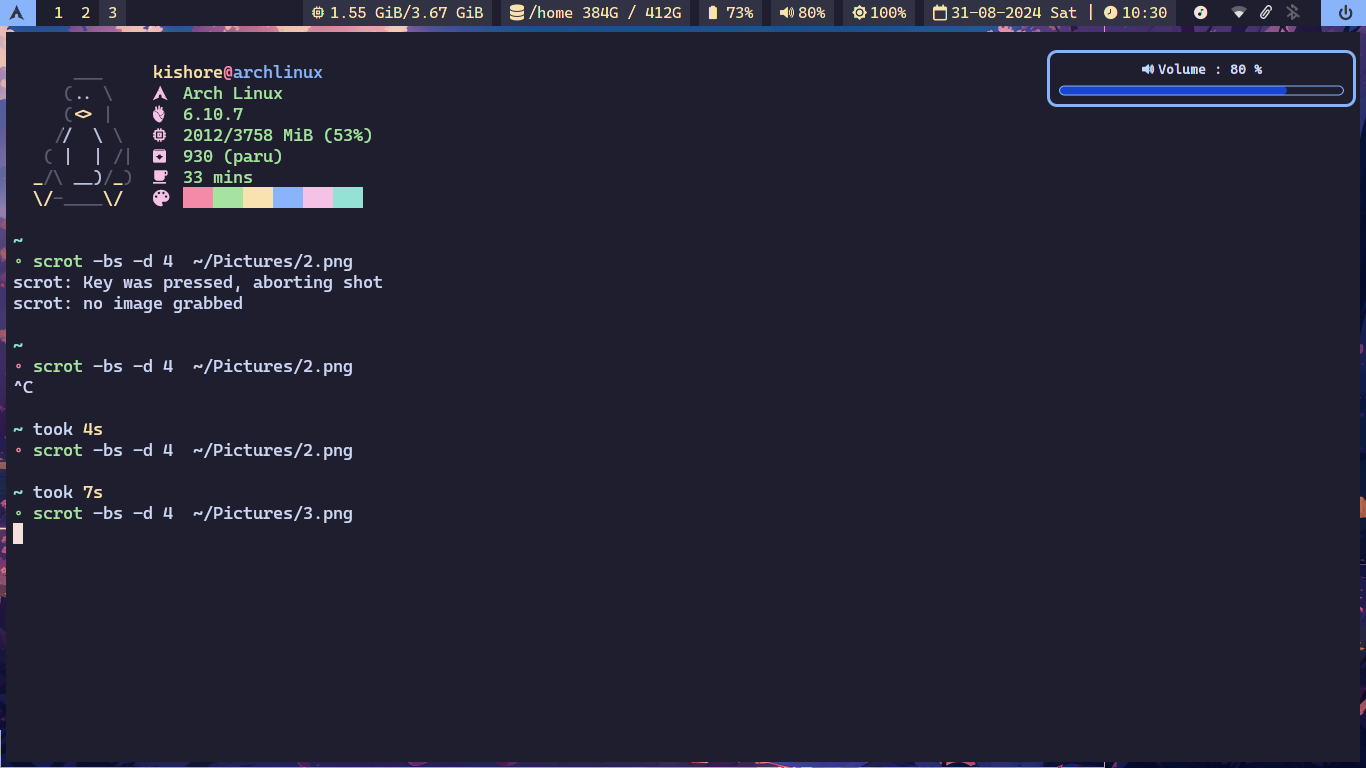 1 2 3 1.55 GiB/3.67 GiB /home 384G / 412G 73% 80% 100% 31-08-2024 Sat | 10:30
Volume : 80 %
kishore@archlinux
Arch Linux
6.10.7
2012/3758 MiB (53%)
930 (paru)
33 mins
~
scrot -bs -d 4  ~/Pictures/2.png
scrot: Key was pressed, aborting shot
scrot: no image grabbed
~
scrot -bs -d 4  ~/Pictures/2.png
^C
~ took 4s
scrot -bs -d 4  ~/Pictures/2.png
~ took 7s
scrot -bs -d 4  ~/Pictures/3.png